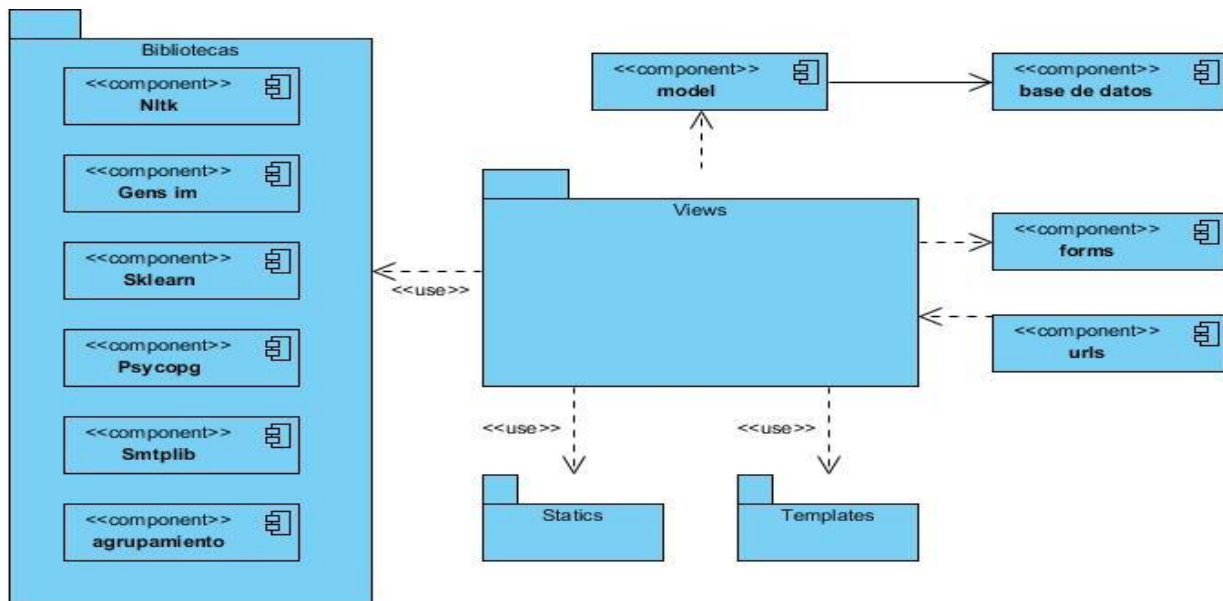 Bibliotecas
<<component>>
Nltk
<<component>>
Gens im
<<component>>
Sklearn
<<component>>
Psycopg
<<component>>
Smtplib
<<component>>
agrupamiento
<<use>>
<<component>>
model
<<component>>
base de datos
Views
<<component>>
forms
<<component>>
urls
<<use>>
<<use>>
Statics
Templates